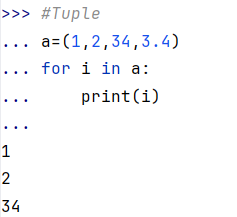 >>> #Tuple
... a=(1,2,34,3.4)
... for i in a:
...     print(i)
...
1
2
34